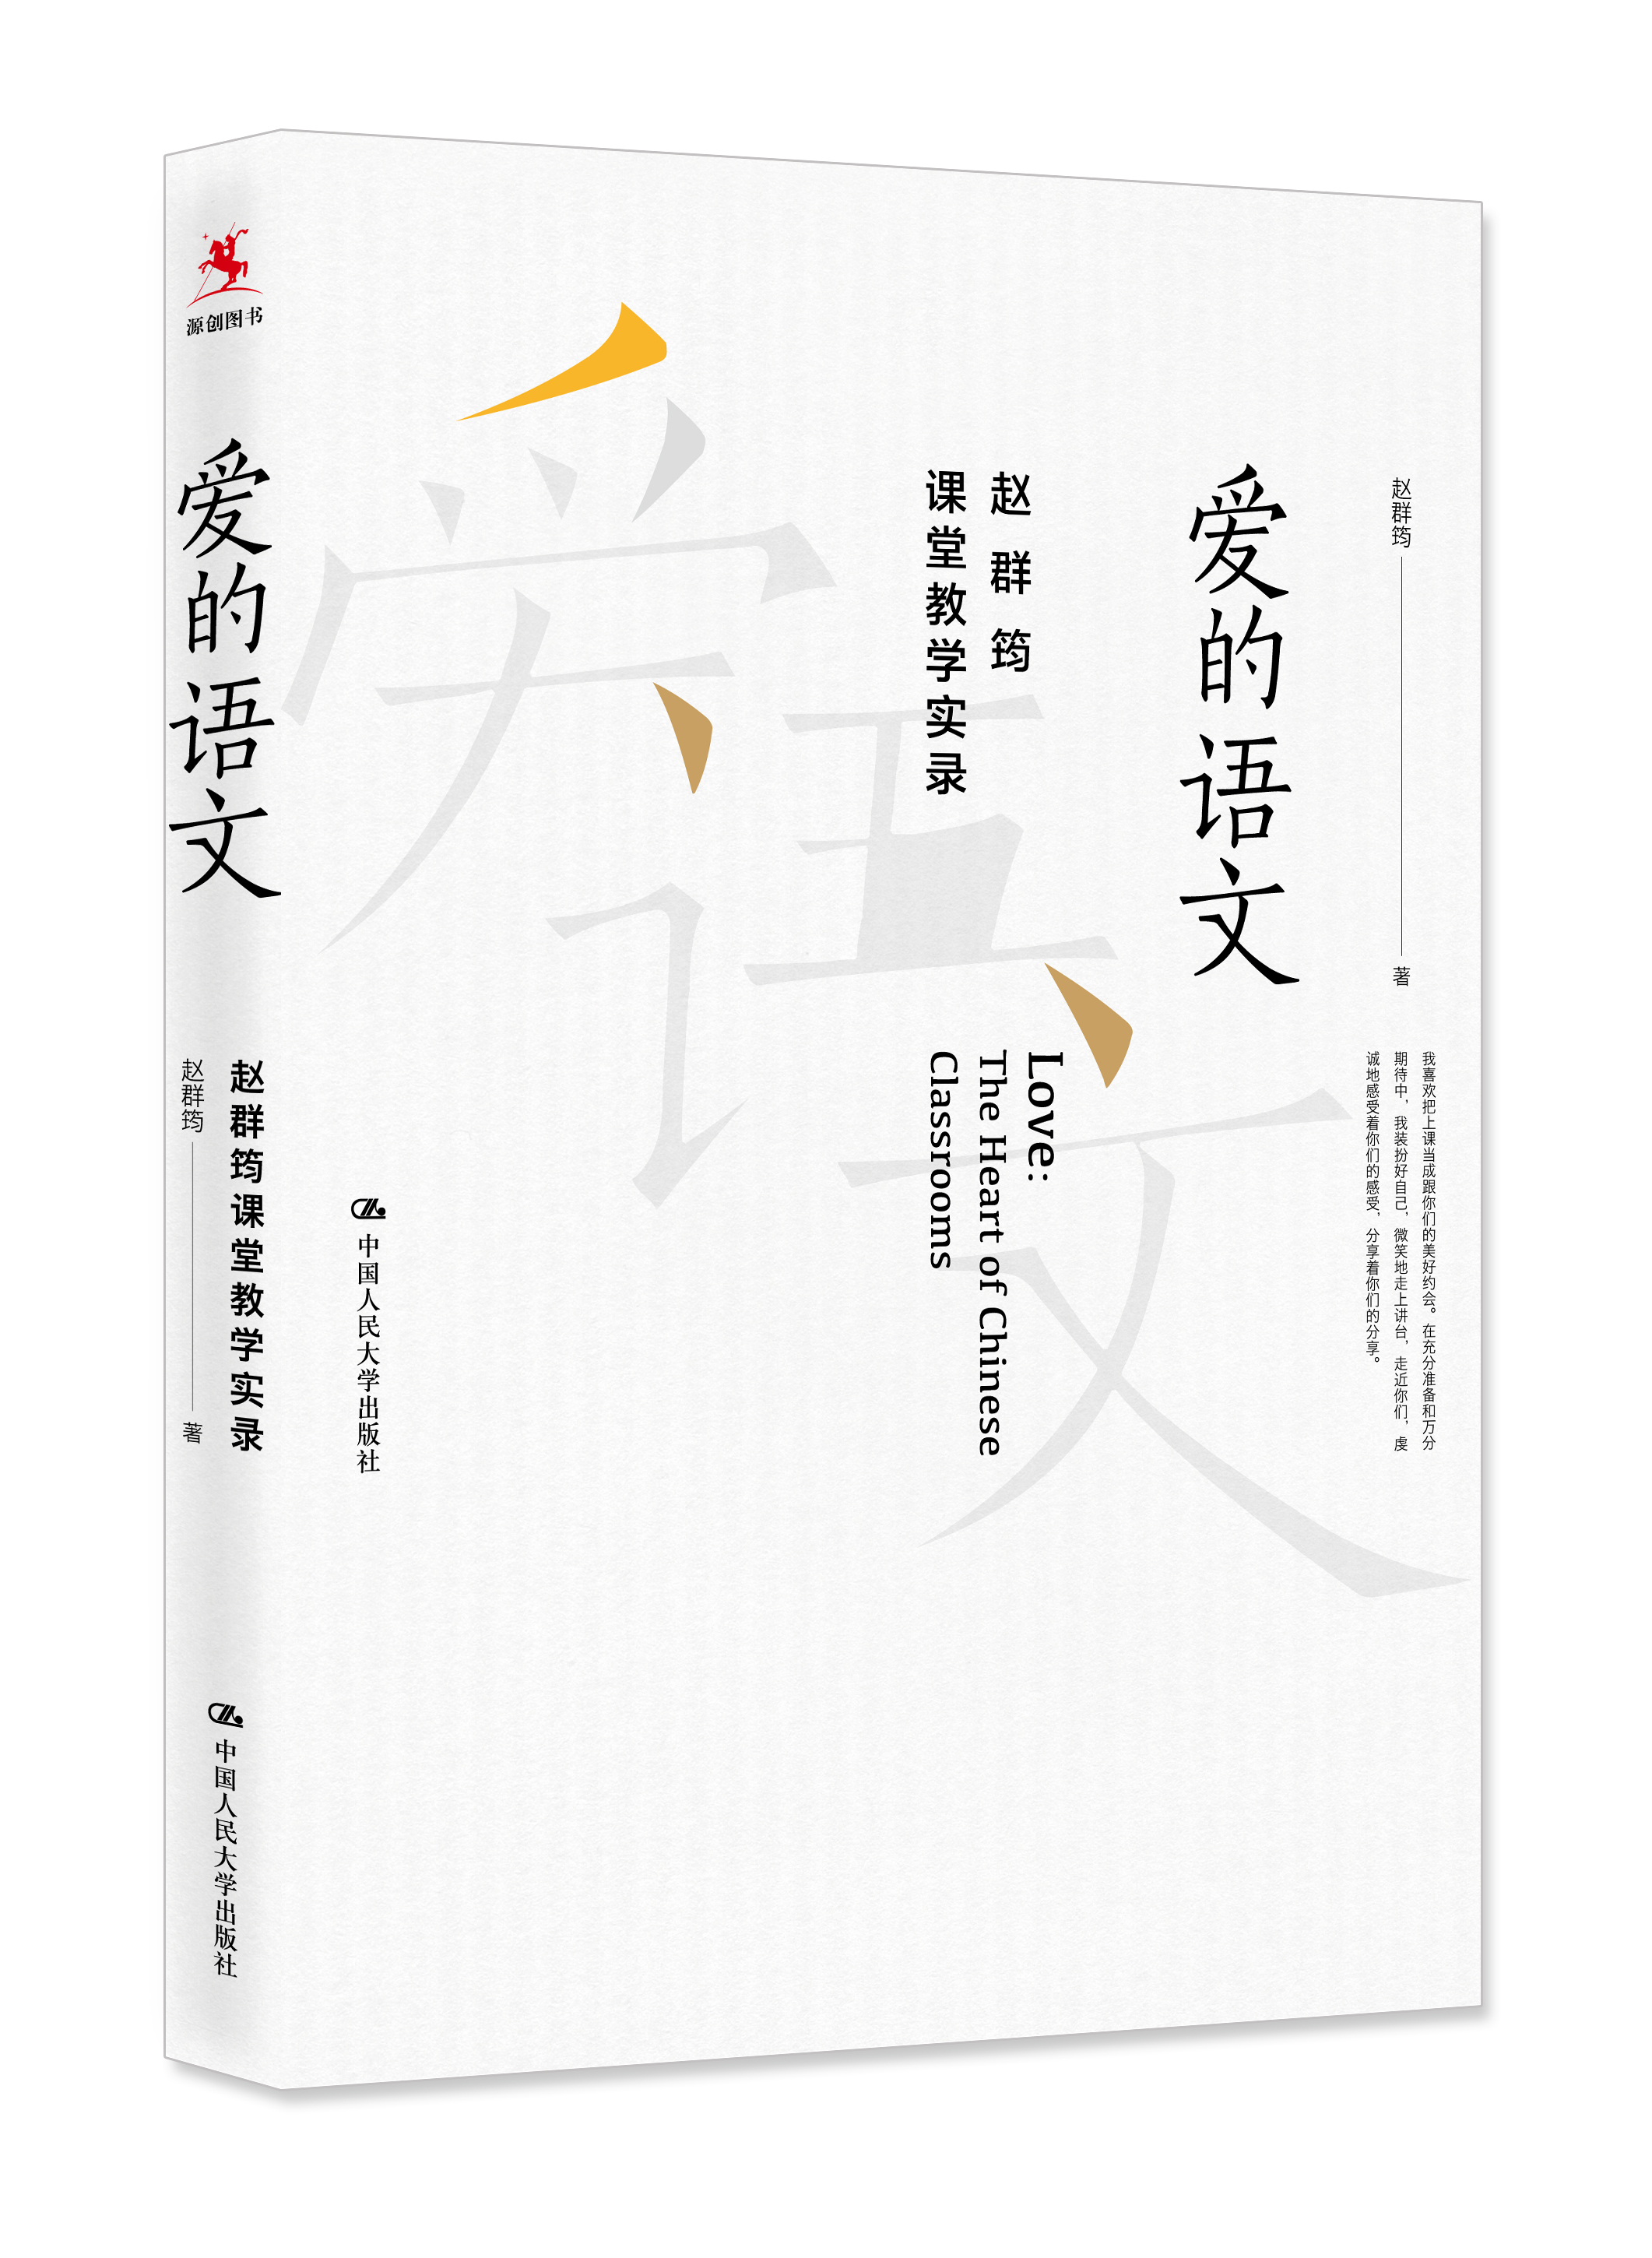 源创图书
爱的语文
赵群筠课堂教学实录
赵群筠
著
中国人民大学出版社
赵群筠
著
我喜欢把上课当成跟你们的美好约会。在充分准备和万分
期待中，我装扮好自己，微笑地走上讲台，走近你们，虔
诚地感受着你们的感受，分享着你们的分享。
爱的语文
赵群筠
课堂教学实录
Love:
The Heart of Chinese
Classrooms
爱
语
文
中国人民大学出版社